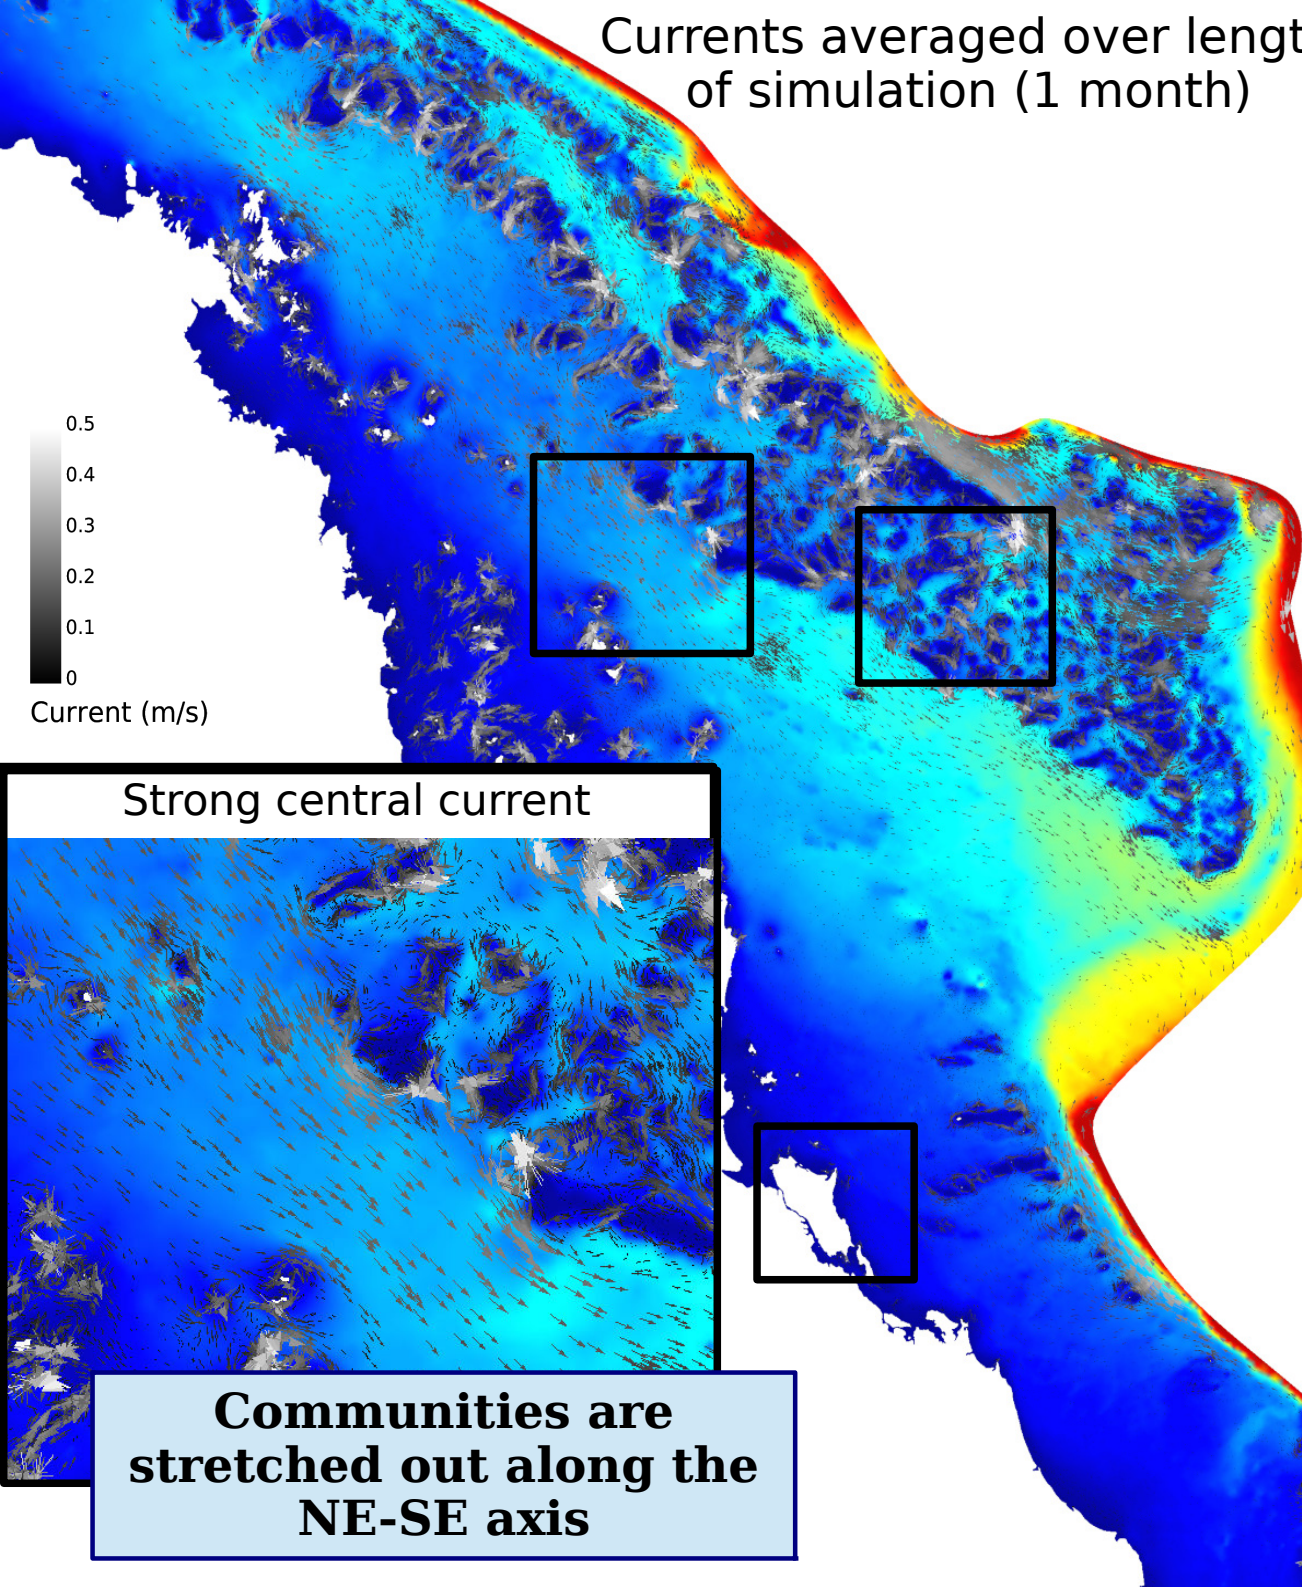 Currents averaged over lengt
of simulation (1 month)
0.5
0.4
0.3
0.2
0.1
0
Current (m/s)
Strong central current
Communities are
stretched out along the
NE-SE axis